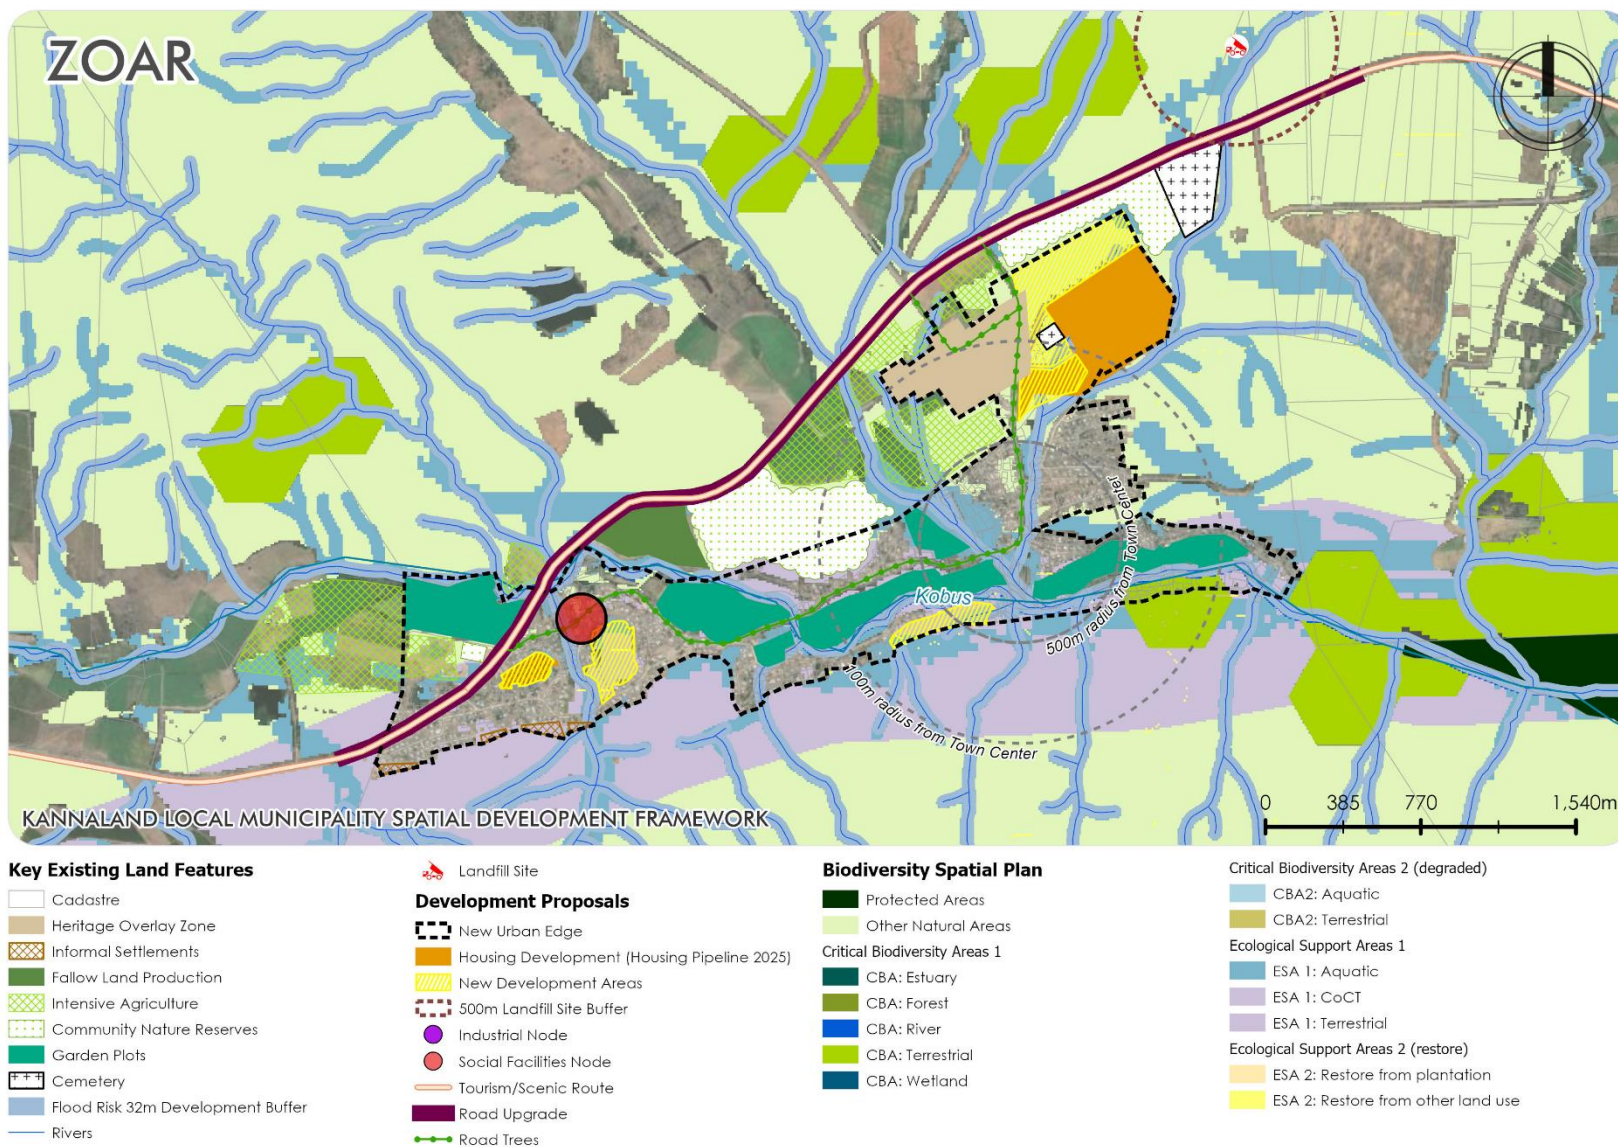 ZOAR
Kobus
500m radius from Town Center
100m radius from Town Center
0 385 770 1,540m
KANNALAND LOCAL MUNICIPALITY SPATIAL DEVELOPMENT FRAMEWORK
Key Existing Land Features
Cadastre
Heritage Overlay Zone
Informal Settlements
Fallow Land Production
Intensive Agriculture
Community Nature Reserves
Garden Plots
Cemetery
Flood Risk 32m Development Buffer
Rivers
Landfill Site
Development Proposals
New Urban Edge
Housing Development (Housing Pipeline 2025)
New Development Areas
500m Landfill Site Buffer
Industrial Node
Social Facilities Node
Tourism/Scenic Route
Road Upgrade
Road Trees
Biodiversity Spatial Plan
Protected Areas
Other Natural Areas
Critical Biodiversity Areas 1
CBA: Estuary
CBA: Forest
CBA: River
CBA: Terrestrial
CBA: Wetland
Critical Biodiversity Areas 2 (degraded)
CBA2: Aquatic
CBA2: Terrestrial
Ecological Support Areas 1
ESA 1: Aquatic
ESA 1: CoCT
ESA 1: Terrestrial
Ecological Support Areas 2 (restore)
ESA 2: Restore from plantation
ESA 2: Restore from other land use